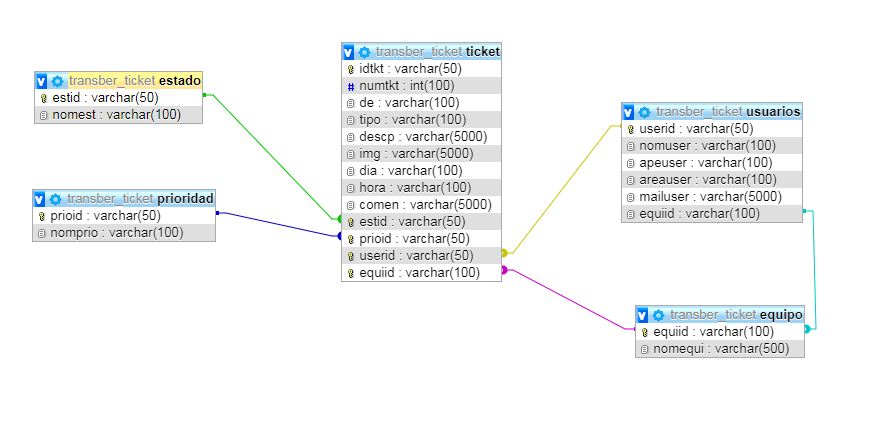 transber_ticket estado
estid : varchar(50)
nomest : varchar(100)
transber_ticket prioridad
prioid : varchar(50)
nomprio : varchar(100)
transber_ticket ticket
idtkt : varchar(50)
numtkt : int(100)
de : varchar(100)
tipo : varchar(100)
descp : varchar(5000)
img : varchar(5000)
dia : varchar(100)
hora : varchar(100)
comen : varchar(5000)
estid : varchar(50)
prioid : varchar(50)
userid : varchar(50)
equiid : varchar(100)
transber_ticket usuarios
userid : varchar(50)
nomuser : varchar(100)
apeuser : varchar(100)
areauser : varchar(100)
mailuser : varchar(5000)
equiid : varchar(100)
transber_ticket equipo
equiid : varchar(100)
nomequi : varchar(500)